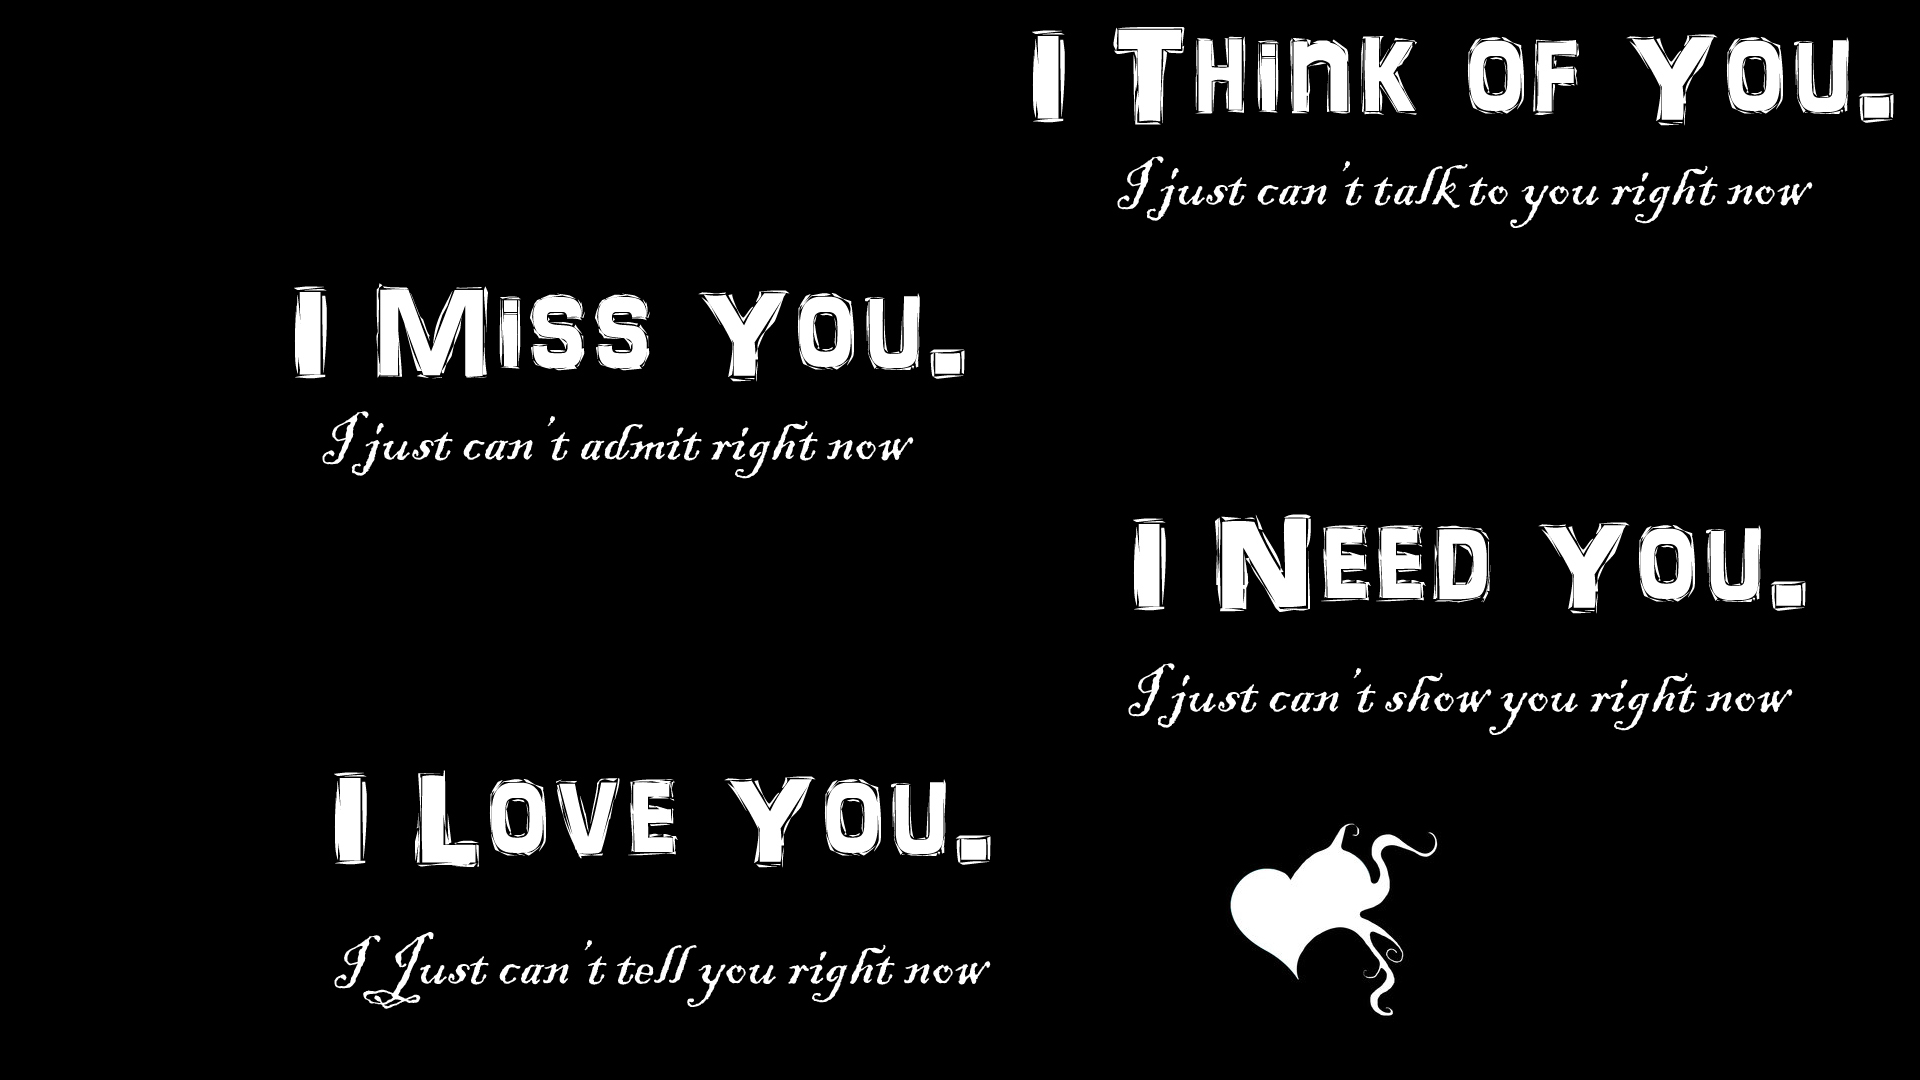 I Think of You.
I just can't talk to you right now
I Miss You.
I just can't admit right now
I Need You.
I just can't show you right now
I Love You.
I Just can't tell you right now